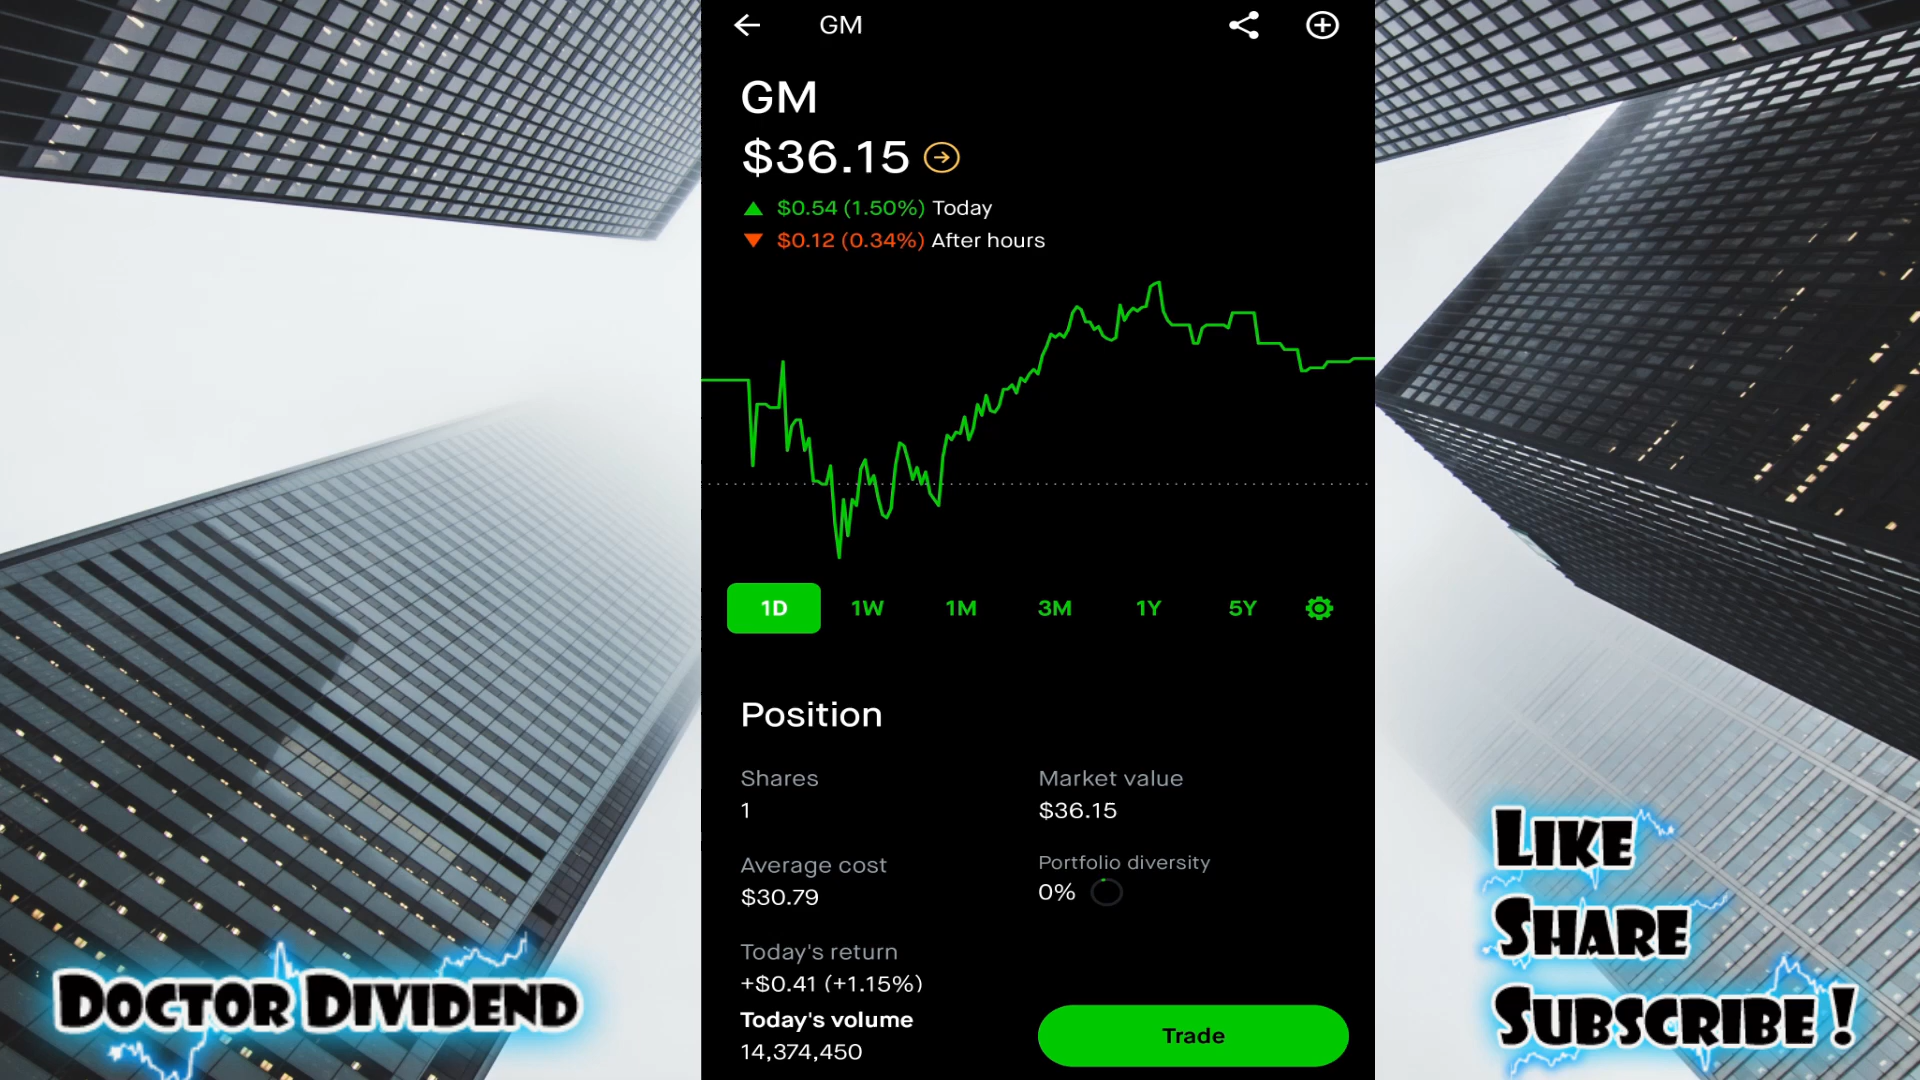 GM
GM
$36.15
$0.54 (1.50%) Today
$0.12 (0.34%) After hours
1D 1W 1M 3M 1Y 5Y
Position
Shares
1
Market value
$36.15
Average cost
$30.79
Portfolio diversity
0%
Today's return
+$0.41 (+1.15%)
Today's volume
14,374,450
Trade
DOCTOR DIVIDEND
LIKE
SHARE
SUBSCRIBE !